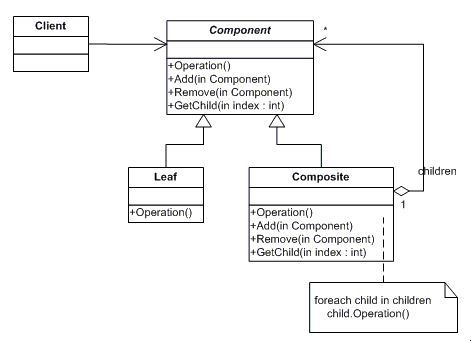 Client
Component
+Operation()
+Add(in Component)
+Remove(in Component)
+GetChild(in index : int)
*
children
1
Leaf
+Operation()
Composite
+Operation()
+Add(in Component)
+Remove(in Component)
+GetChild(in index : int)
foreach child in children
child.Operation()